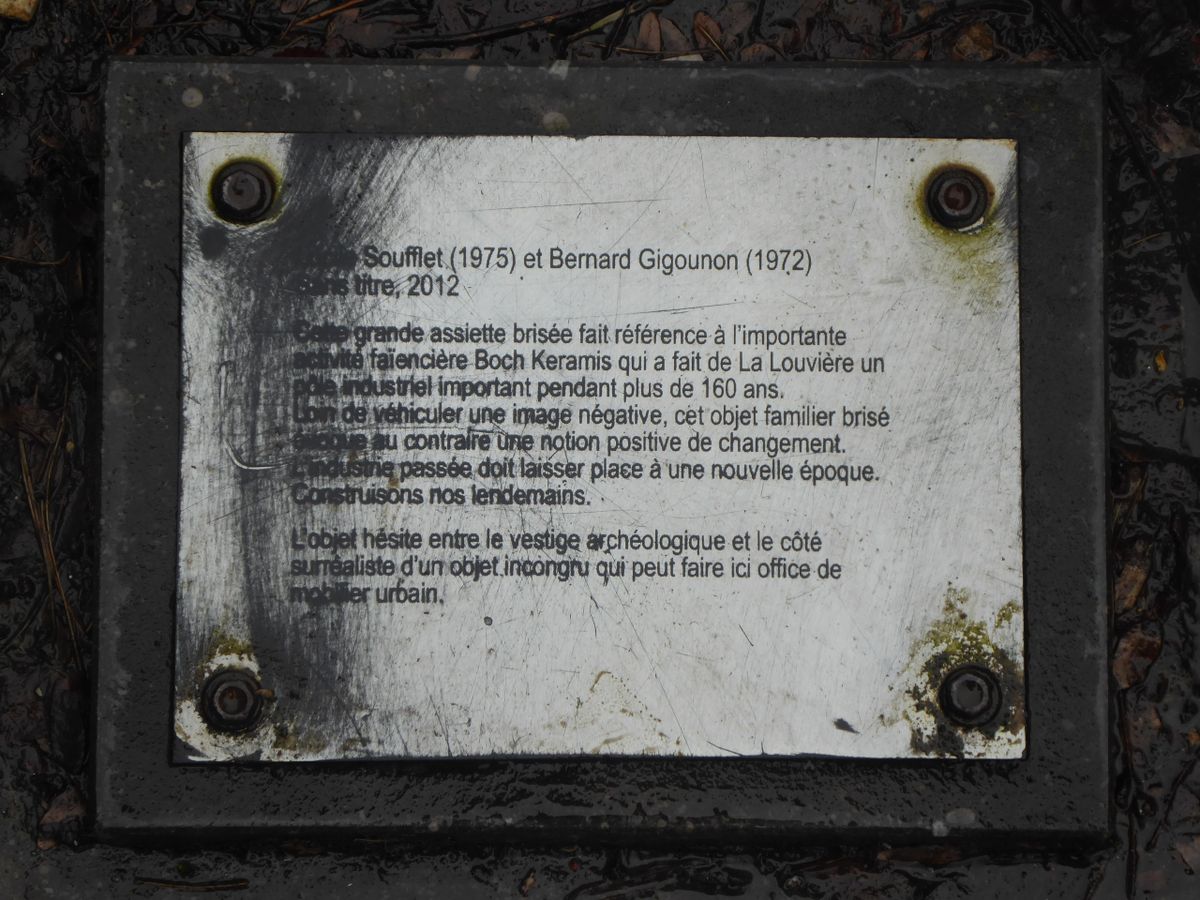 Soufflet (1975) et Bernard Gigounon (1972)
Sans titre, 2012
Cette grande assiette brisée fait référence à l'importante
activité faïencière Boch Keramis qui a fait de La Louvière un
pôle industriel important pendant plus de 160 ans.
Loin de véhiculer une image négative, cet objet familier brisé
évoque au contraire une notion positive de changement.
L'industrie passée doit laisser place à une nouvelle époque.
Construisons nos lendemains.
L'objet hésite entre le vestige archéologique et le côté
surréaliste d'un objet incongru qui peut faire ici office de
mobilier urbain.